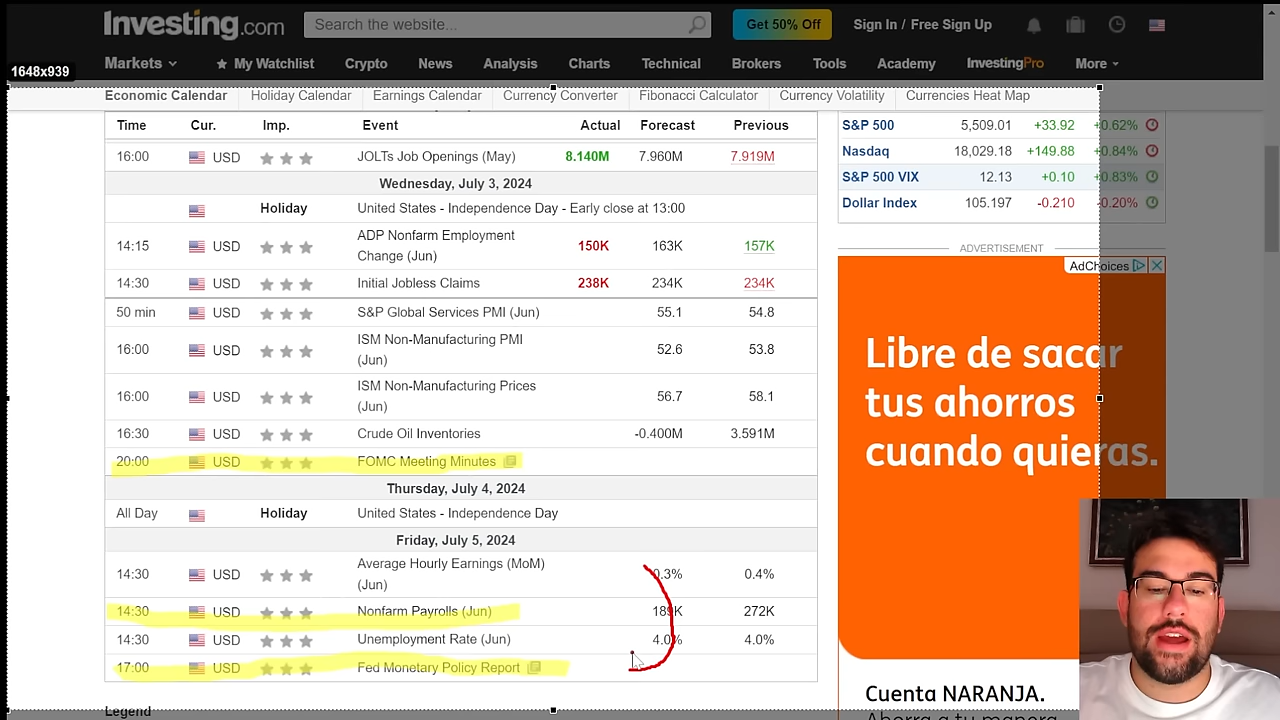 Investing.com Search the website... Get 50% Off Sign In / Free Sign Up
Markets My Watchlist Crypto News Analysis Charts Technical Brokers Tools Academy InvestingPro More
1648x939
Economic Calendar Holiday Calendar Earnings Calendar Currency Converter Fibonacci Calculator Currency Volatility Currencies Heat Map
Time Cur. Imp. Event Actual Forecast Previous
16:00 USD JOLTs Job Openings (May) 8.140M 7.960M 7.919M
Wednesday, July 3, 2024
Holiday United States - Independence Day - Early close at 13:00
14:15 USD ADP Nonfarm Employment
Change (Jun) 150K 163K 157K
14:30 USD Initial Jobless Claims 238K 234K 234K
50 min USD S&P Global Services PMI (Jun) 55.1 54.8
16:00 USD ISM Non-Manufacturing PMI
(Jun) 52.6 53.8
16:00 USD ISM Non-Manufacturing Prices
(Jun) 56.7 58.1
16:30 USD Crude Oil Inventories -0.400M 3.591M
20:00 USD FOMC Meeting Minutes
Thursday, July 4, 2024
All Day Holiday United States - Independence Day
Friday, July 5, 2024
14:30 USD Average Hourly Earnings (MoM)
(Jun) 0.3% 0.4%
14:30 USD Nonfarm Payrolls (Jun) 189K 272K
14:30 USD Unemployment Rate (Jun) 4.0% 4.0%
17:00 USD Fed Monetary Policy Report
Legend
S&P 500 5,509.01 +33.92 +0.62%
Nasdaq 18,029.18 +149.88 +0.84%
S&P 500 VIX 12.13 +0.10 +0.83%
Dollar Index 105.197 -0.210 -0.20%
ADVERTISEMENT
AdChoices
Libre de sacar
tus ahorros
cuando quieras.
Cuenta NARANJA.
Ahorra a tu manera